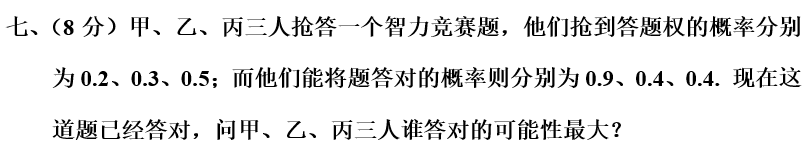 七、（8 分）甲、乙、丙三人抢答一个智力竞赛题，他们抢到答题权的概率分别
为 0.2、0.3、0.5；而他们能将题答对的概率则分别为 0.9、0.4、0.4. 现在这
道题已经答对，问甲、乙、丙三人谁答对的可能性最大？